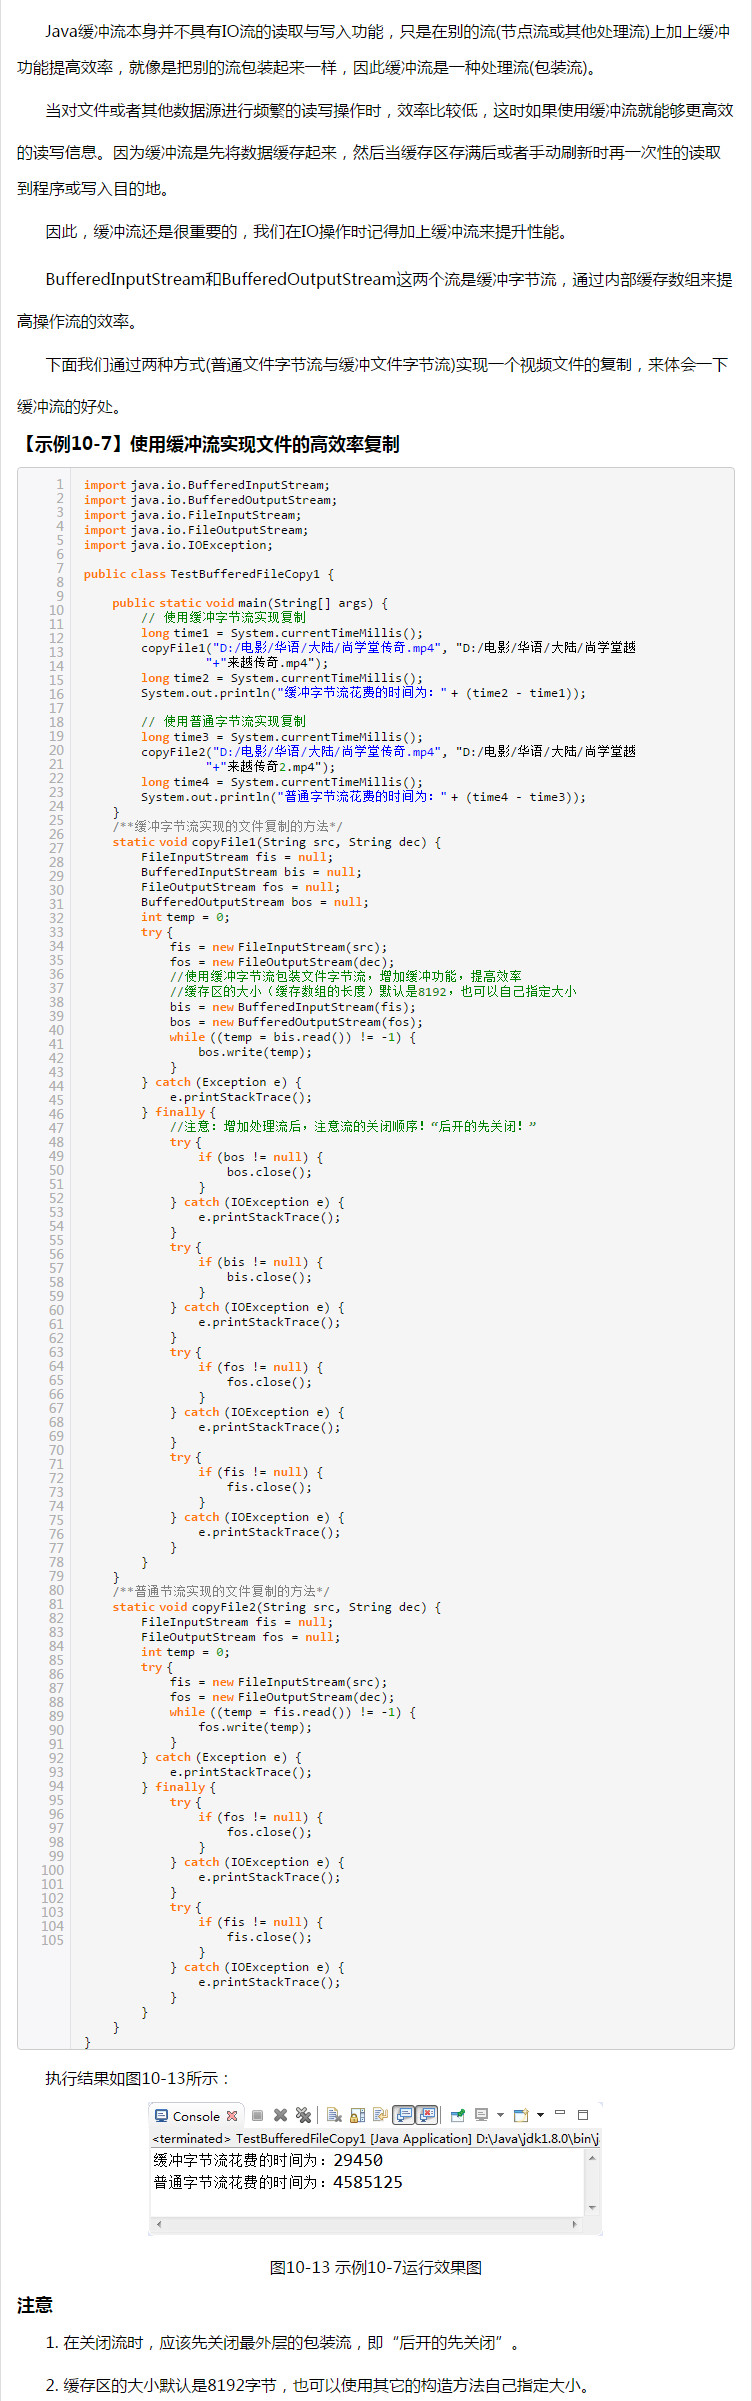 Java缓冲流本身并不具有IO流的读取与写入功能，只是在别的流(节点流或其他处理流)上加上缓冲
功能提高效率，就像是把别的流包装起来一样，因此缓冲流是一种处理流(包装流)。
当对文件或者其他数据源进行频繁的读写操作时，效率比较低，这时如果使用缓冲流就能够更高效
的读写信息。因为缓冲流是先将数据缓存起来，然后当缓存区存满后或者手动刷新时再一次性的读取
到程序或写入目的地。
因此，缓冲流还是很重要的，我们在IO操作时记得加上缓冲流来提升性能。
BufferedInputStream和BufferedOutputStream这两个流是缓冲字节流，通过内部缓存数组来提
高操作流的效率。
下面我们通过两种方式(普通文件字节流与缓冲文件字节流)实现一个视频文件的复制，来体会一下
缓冲流的好处。
【示例10-7】使用缓冲流实现文件的高效率复制
1 import java.io.BufferedInputStream;
2 import java.io.BufferedOutputStream;
3 import java.io.FileInputStream;
4 import java.io.FileOutputStream;
5 import java.io.IOException;
6
7 public class TestBufferedFileCopy1 {
8
9 public static void main(String[] args) {
10 // 使用缓冲字节流实现复制
11 long time1 = System.currentTimeMillis();
12 copyFile1("D:/电影/华语/大陆/尚学堂传奇.mp4", "D:/电影/华语/大陆/尚学堂越
13 "+"来越传奇.mp4");
14 long time2 = System.currentTimeMillis();
15 System.out.println("缓冲字节流花费的时间为：" + (time2 - time1));
16
17 // 使用普通字节流实现复制
18 long time3 = System.currentTimeMillis();
19 copyFile2("D:/电影/华语/大陆/尚学堂传奇.mp4", "D:/电影/华语/大陆/尚学堂越
20 "+"来越传奇2.mp4");
21 long time4 = System.currentTimeMillis();
22 System.out.println("普通字节流花费的时间为：" + (time4 - time3));
23 }
24 /**缓冲字节流实现的文件复制的方法*/
25 static void copyFile1(String src, String dec) {
26 FileInputStream fis = null;
27 BufferedInputStream bis = null;
28 FileOutputStream fos = null;
29 BufferedOutputStream bos = null;
30 int temp = 0;
31 try {
32 fis = new FileInputStream(src);
33 fos = new FileOutputStream(dec);
34 //使用缓冲字节流包装文件字节流，增加缓冲功能，提高效率
35 //缓存区的大小（缓存数组的长度）默认是8192，也可以自己指定大小
36 bis = new BufferedInputStream(fis);
37 bos = new BufferedOutputStream(fos);
38 while ((temp = bis.read()) != -1) {
39 bos.write(temp);
40 }
41 } catch (Exception e) {
42 e.printStackTrace();
43 } finally {
44 //注意：增加处理流后，注意流的关闭顺序！“后开的先关闭！”
45 try {
46 if (bos != null) {
47 bos.close();
48 }
49 } catch (IOException e) {
50 e.printStackTrace();
51 }
52 try {
53 if (bis != null) {
54 bis.close();
55 }
56 } catch (IOException e) {
57 e.printStackTrace();
58 }
59 try {
60 if (fos != null) {
61 fos.close();
62 }
63 } catch (IOException e) {
64 e.printStackTrace();
65 }
66 try {
67 if (fis != null) {
68 fis.close();
69 }
70 } catch (IOException e) {
71 e.printStackTrace();
72 }
73 }
74 }
75 /**普通节流实现的文件复制的方法*/
76 static void copyFile2(String src, String dec) {
77 FileInputStream fis = null;
78 FileOutputStream fos = null;
79 int temp = 0;
80 try {
81 fis = new FileInputStream(src);
82 fos = new FileOutputStream(dec);
83 while ((temp = fis.read()) != -1) {
84 fos.write(temp);
85 }
86 } catch (Exception e) {
87 e.printStackTrace();
88 } finally {
89 try {
90 if (fos != null) {
91 fos.close();
92 }
93 } catch (IOException e) {
94 e.printStackTrace();
95 }
96 try {
97 if (fis != null) {
98 fis.close();
99 }
100 } catch (IOException e) {
101 e.printStackTrace();
102 }
103 }
104 }
105 }
执行结果如图10-13所示：
Console
<terminated> TestBufferedFileCopy1 [Java Application] D:\Java\jdk1.8.0\bin\j
缓冲字节流花费的时间为：29450
普通字节流花费的时间为：4585125
图10-13 示例10-7运行效果图
注意
1. 在关闭流时，应该先关闭最外层的包装流，即“后开的先关闭”。
2. 缓存区的大小默认是8192字节，也可以使用其它的构造方法自己指定大小。